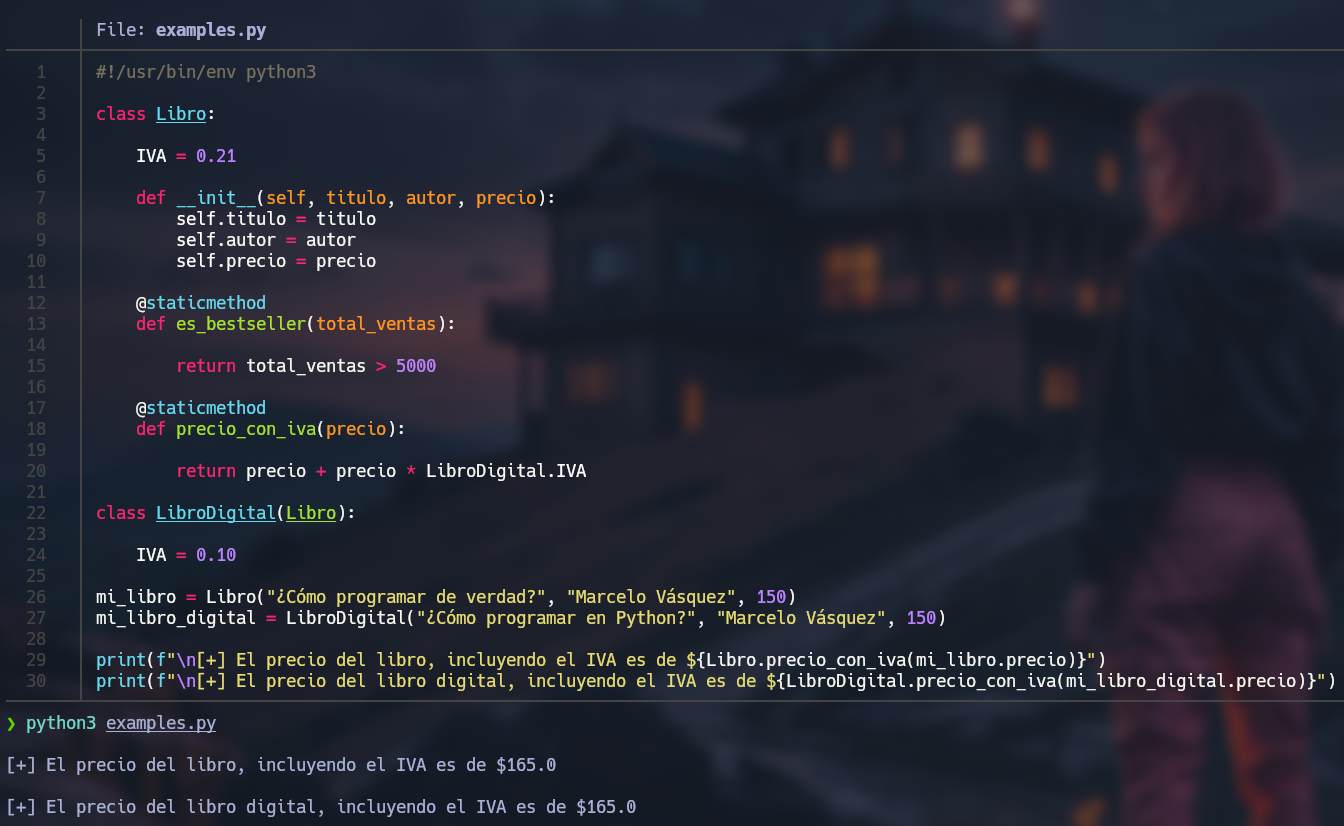 File: examples.py
1 #!/usr/bin/env python3
2
3 class Libro:
4
5     IVA = 0.21
6
7     def __init__(self, titulo, autor, precio):
8         self.titulo = titulo
9         self.autor = autor
10         self.precio = precio
11
12     @staticmethod
13     def es_bestseller(total_ventas):
14
15         return total_ventas > 5000
16
17     @staticmethod
18     def precio_con_iva(precio):
19
20         return precio + precio * LibroDigital.IVA
21
22 class LibroDigital(Libro):
23
24     IVA = 0.10
25
26 mi_libro = Libro("¿Cómo programar de verdad?", "Marcelo Vásquez", 150)
27 mi_libro_digital = LibroDigital("¿Cómo programar en Python?", "Marcelo Vásquez", 150)
28
29 print(f"\n[+] El precio del libro, incluyendo el IVA es de ${Libro.precio_con_iva(mi_libro.precio)}")
30 print(f"\n[+] El precio del libro digital, incluyendo el IVA es de ${LibroDigital.precio_con_iva(mi_libro_digital.precio)}")
❯ python3 examples.py
[+] El precio del libro, incluyendo el IVA es de $165.0
[+] El precio del libro digital, incluyendo el IVA es de $165.0